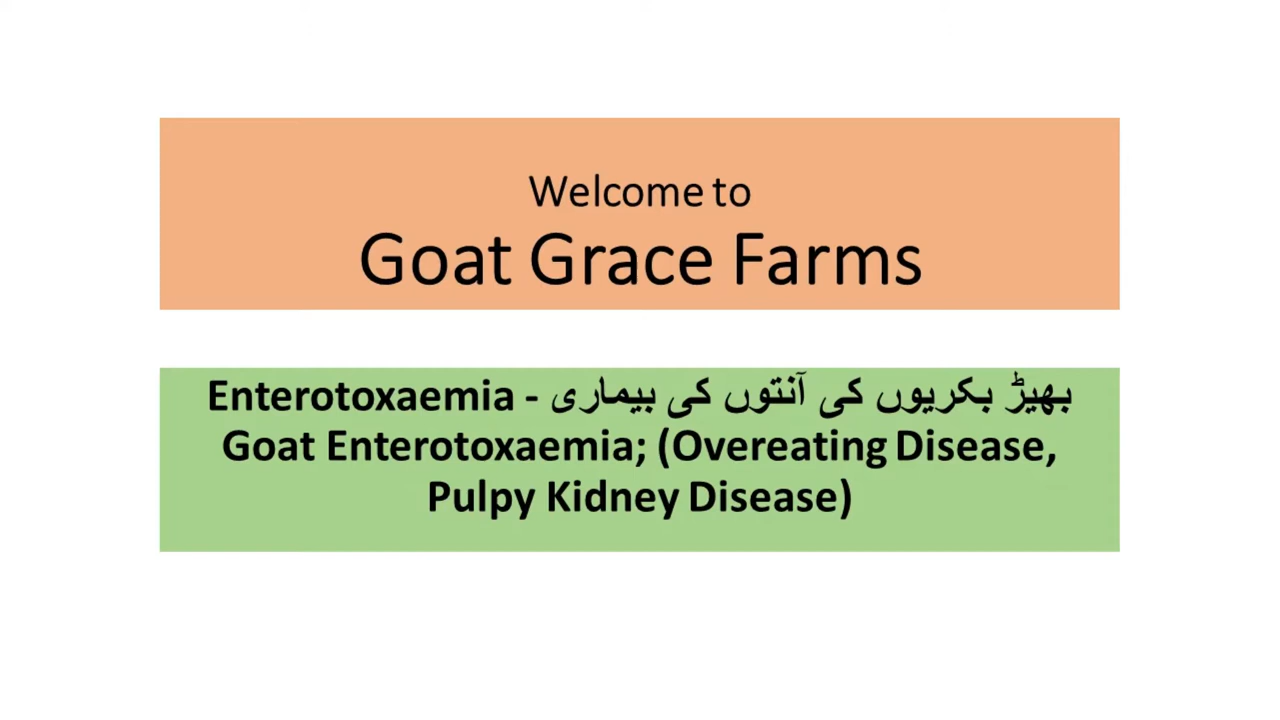 Welcome to
Goat Grace Farms
Enterotoxaemia - بھیڑ بکریوں کی آنتوں کی بیماری
Goat Enterotoxaemia; (Overeating Disease,
Pulpy Kidney Disease)